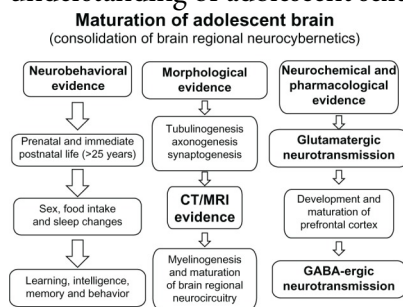 Maturation of adolescent brain
(consolidation of brain regional neurocybernetics)
Neurobehavioral
evidence
Prenatal and immediate
postnatal life (>25 years)
Sex, food intake
and sleep changes
Learning, intelligence,
memory and behavior
Morphological
evidence
Tubulinogenesis
axonogenesis
synaptogenesis
CT/MRI
evidence
Myelinogenesis
and maturation
of brain regional
neurocircuitry
Neurochemical and
pharmacological
evidence
Glutamatergic
neurotransmission
Development and
maturation of
prefrontal cortex
GABA-ergic
neurotransmission